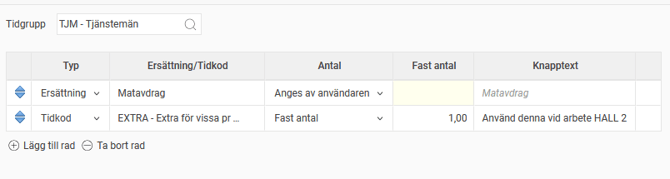 Tidgrupp TJM - Tjänstemän
Typ Ersättning/Tidkod Antal Fast antal Knapptext
Ersättning Matavdrag Anges av användaren Matavdrag
Tidkod EXTRA - Extra för vissa pr ... Fast antal 1,00 Använd denna vid arbete HALL 2
Lägg till rad Ta bort rad